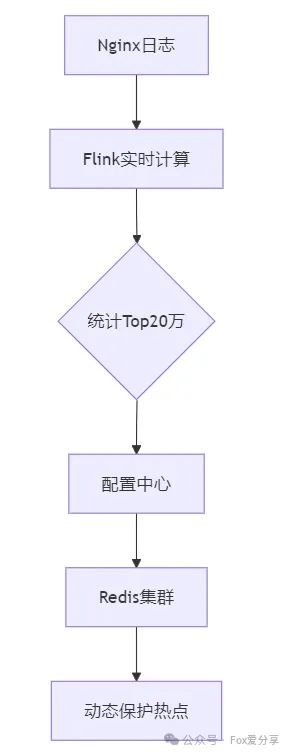 Nginx日志
Flink实时计算
统计Top20万
配置中心
Redis集群
动态保护热点
公众号 Fox爱分享